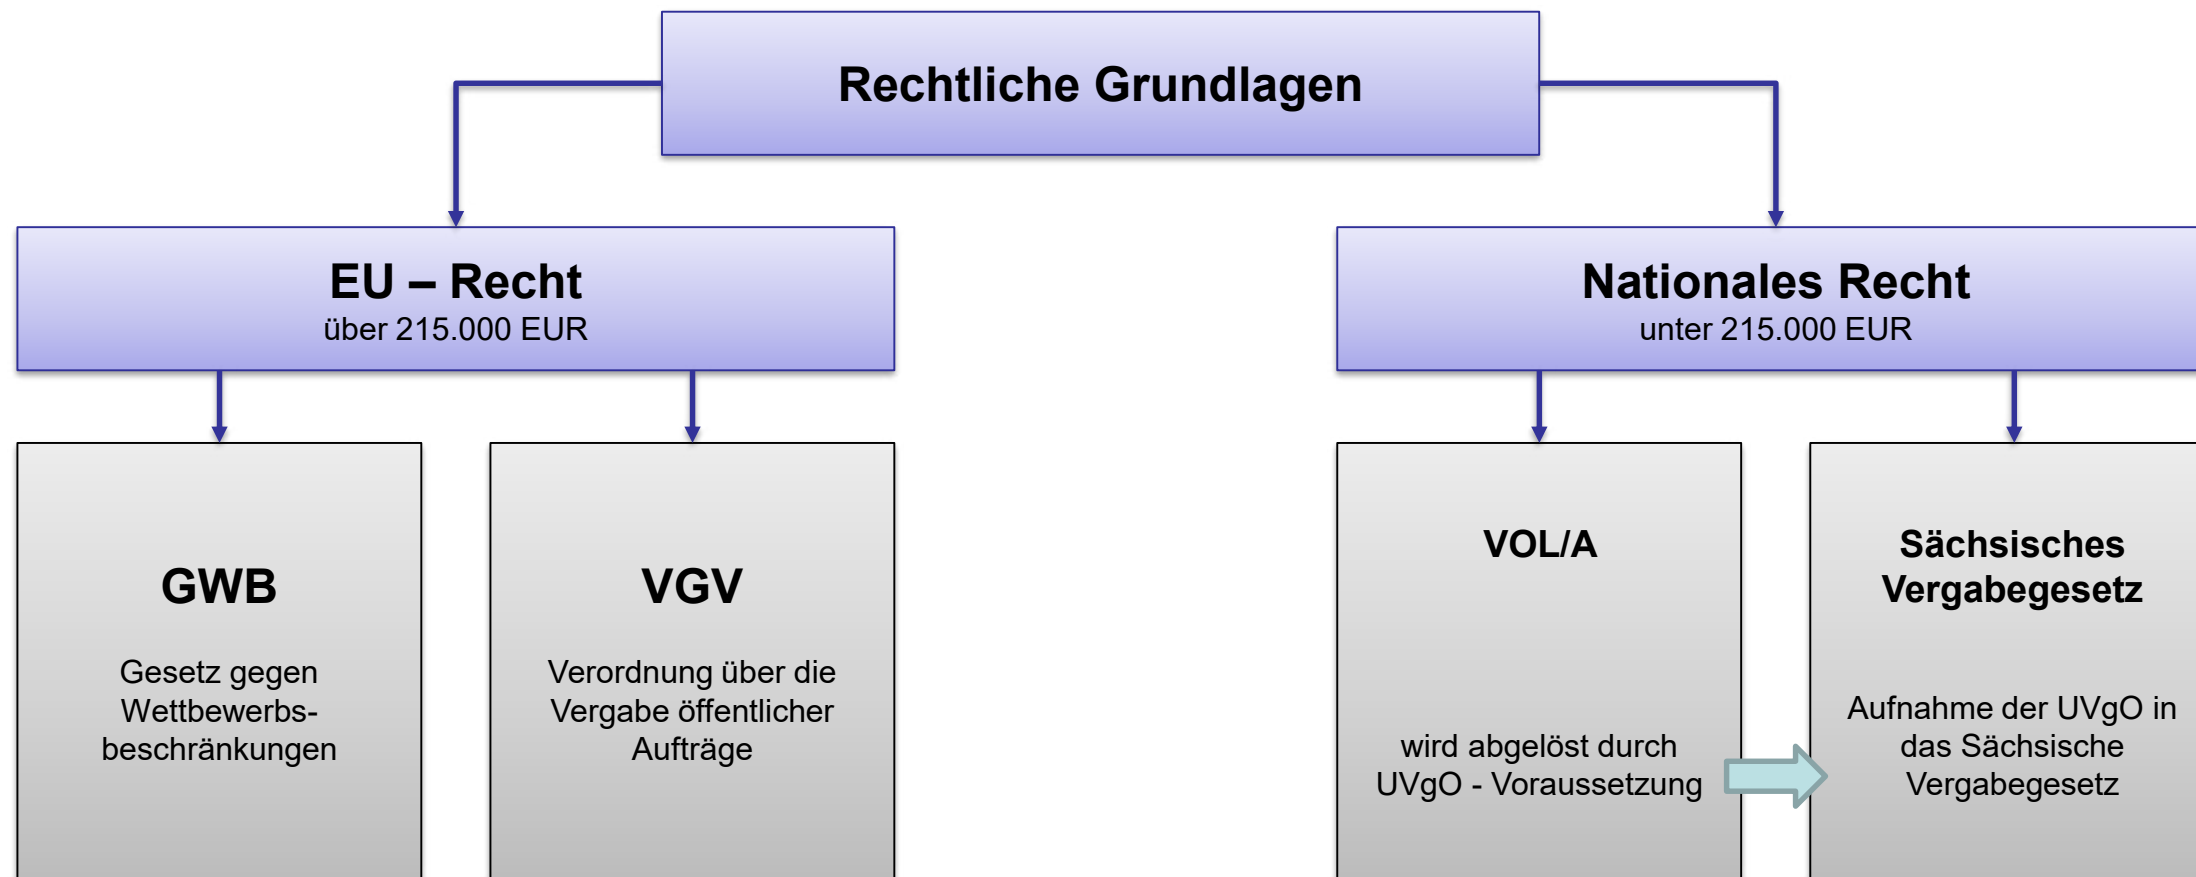 Rechtliche Grundlagen
EU – Recht
über 215.000 EUR
Nationales Recht
unter 215.000 EUR
GWB
Gesetz gegen
Wettbewerbs-
beschränkungen
VGV
Verordnung über die
Vergabe öffentlicher
Aufträge
VOL/A
wird abgelöst durch
UVgO - Voraussetzung
Sächsisches
Vergabegesetz
Aufnahme der UVgO in
das Sächsische
Vergabegesetz